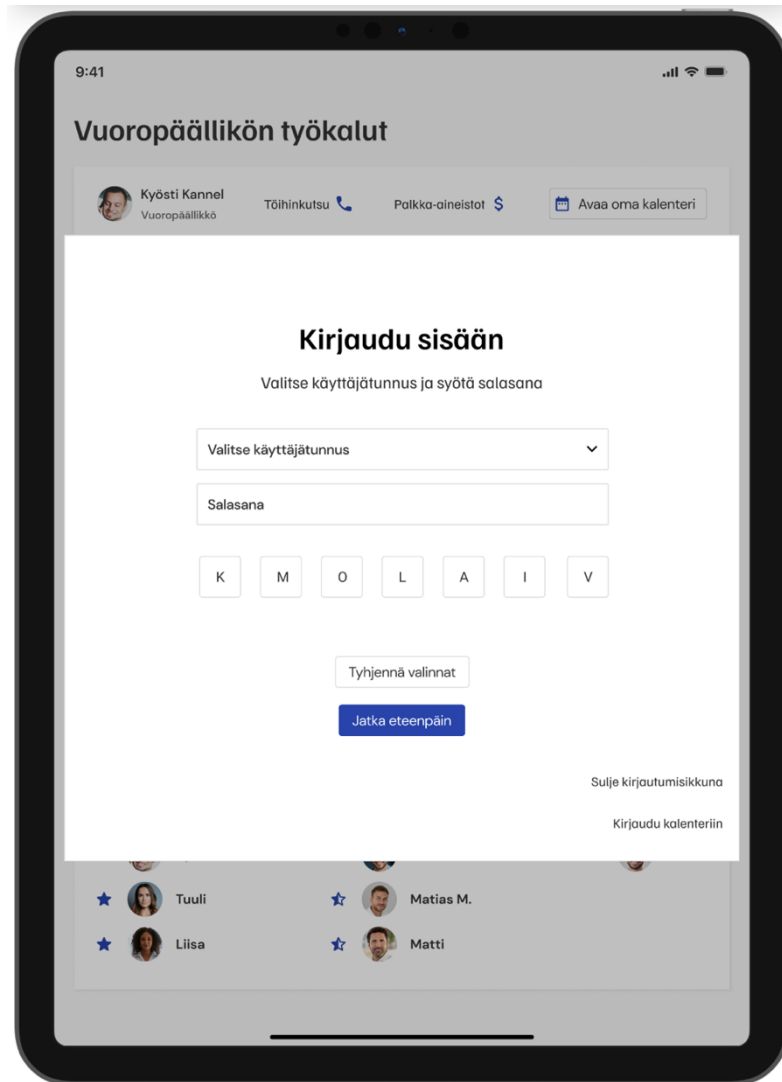 9:41
Vuoropäällikön työkalut
Kyösti Kannel
Vuoropäällikkö
Töihinkutsu
Palkka-aineistot $
Avaa oma kalenteri
Kirjaudu sisään
Valitse käyttäjätunnus ja syötä salasana
Valitse käyttäjätunnus
Salasana
K M O L A I V
Tyhjennä valinnat
Jatka eteenpäin
Sulje kirjautumisikkuna
Kirjaudu kalenteriin
Tuuli
Matias M.
Liisa
Matti